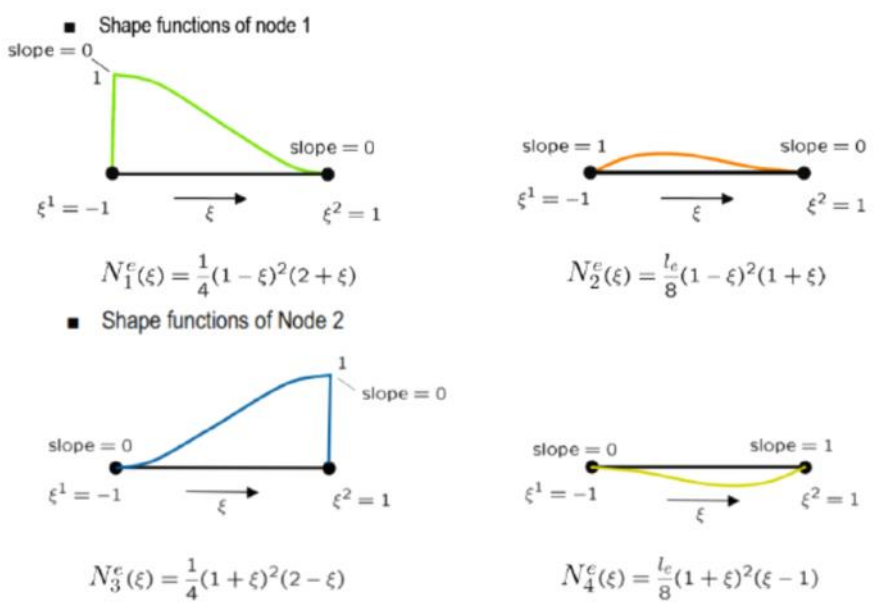 ■ Shape functions of node 1
slope = 0
1
slope = 0
ξ¹ = −1
ξ
ξ² = 1
slope = 1
slope = 0
ξ¹ = −1
ξ
ξ² = 1
N₁ᵉ(ξ) = 1/4(1 − ξ)²(2 + ξ)
N₂ᵉ(ξ) = lₑ/8(1 − ξ)²(1 + ξ)
■ Shape functions of Node 2
1
slope = 0
slope = 0
ξ¹ = −1
ξ
ξ² = 1
slope = 0
slope = 1
ξ¹ = −1
ξ
ξ² = 1
N₃ᵉ(ξ) = 1/4(1 + ξ)²(2 − ξ)
N₄ᵉ(ξ) = lₑ/8(1 + ξ)²(ξ − 1)